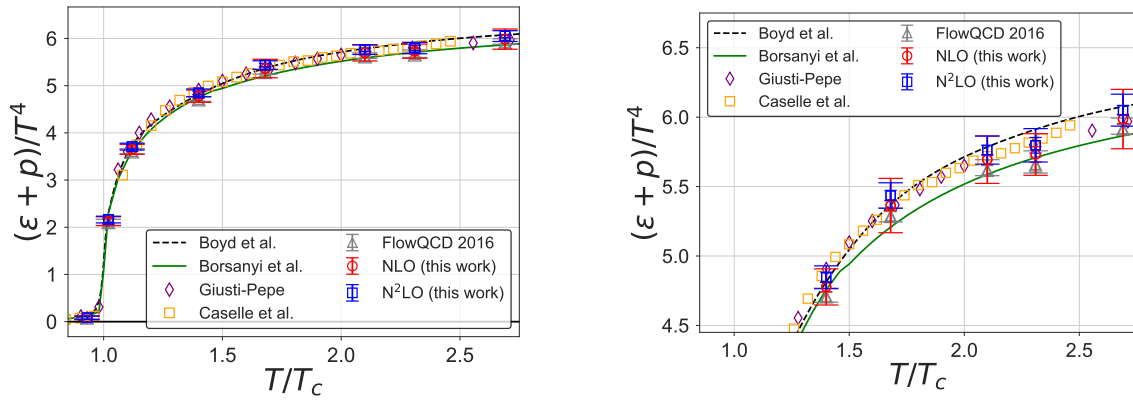 (ε + p)/T⁴
6
5
4
3
2
1
0
Boyd et al.
Borsanyi et al.
Giusti-Pepe
Caselle et al.
FlowQCD 2016
NLO (this work)
N²LO (this work)
1.0 1.5 2.0 2.5
T/T_c
(ε + p)/T⁴
6.5
6.0
5.5
5.0
4.5
Boyd et al.
Borsanyi et al.
Giusti-Pepe
Caselle et al.
FlowQCD 2016
NLO (this work)
N²LO (this work)
1.0 1.5 2.0 2.5
T/T_c